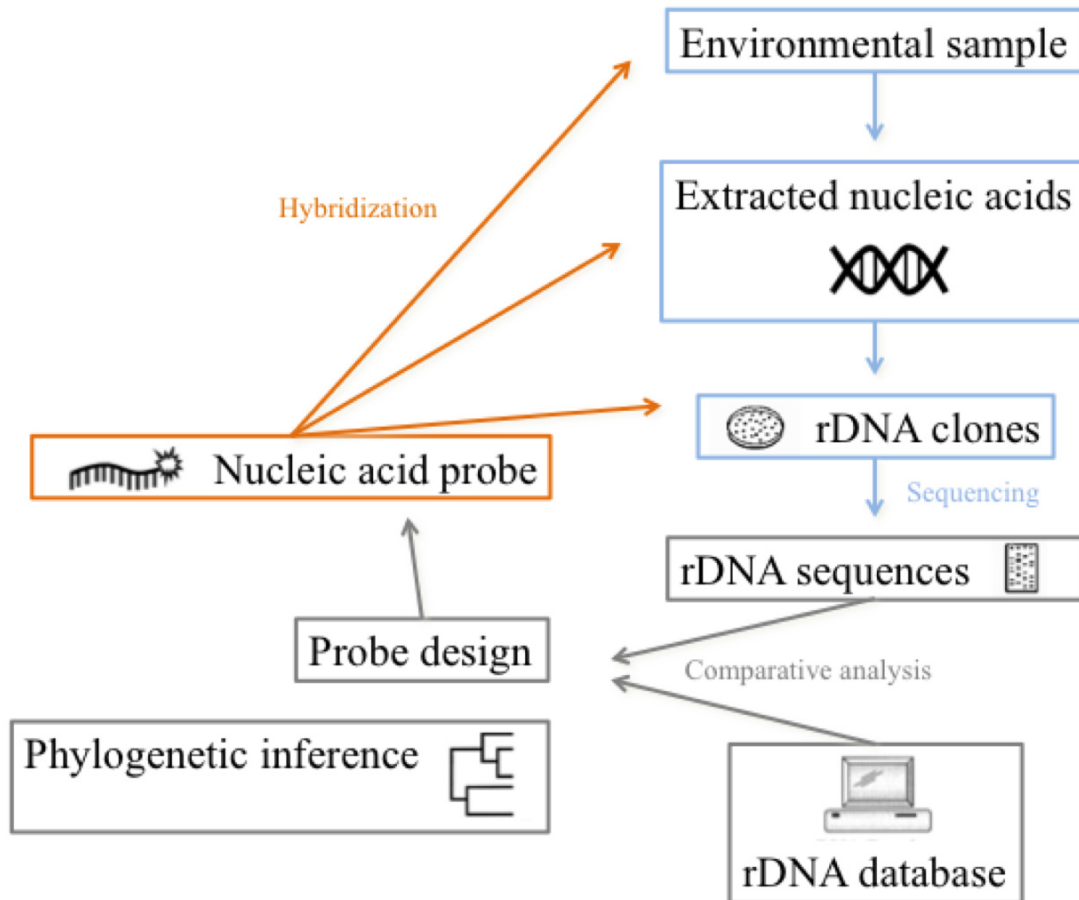 Environmental sample
Hybridization
Extracted nucleic acids
rDNA clones
Nucleic acid probe
Sequencing
rDNA sequences
Probe design
Comparative analysis
Phylogenetic inference
rDNA database